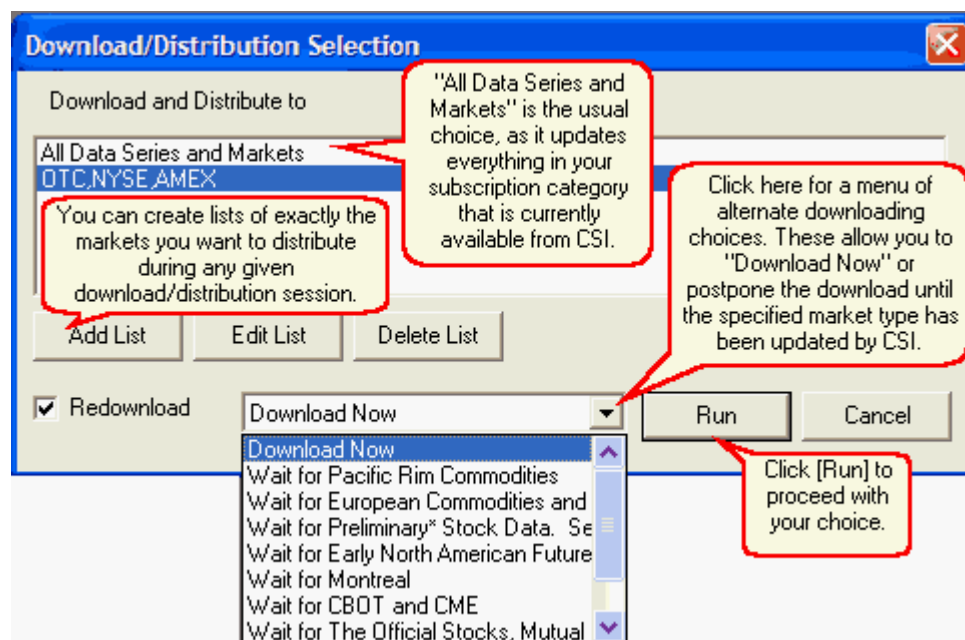 Download/Distribution Selection
Download and Distribute to
"All Data Series and
Markets" is the usual
choice, as it updates
everything in your
subscription category
that is currently
available from CSI.
All Data Series and Markets
OTC,NYSE,AMEX
You can create lists of exactly the
markets you want to distribute
during any given
download/distribution session.
Click here for a menu of
alternate downloading
choices. These allow you to
"Download Now" or
postpone the download until
the specified market type has
been updated by CSI.
Add List
Edit List
Delete List
Redownload
Download Now
Run
Cancel
Download Now
Wait for Pacific Rim Commodities
Wait for European Commodities and
Wait for Preliminary* Stock Data. Se
Wait for Early North American Future
Wait for Montreal
Wait for CBOT and CME
Wait for The Official Stocks, Mutual
Click [Run] to
proceed with
your choice.